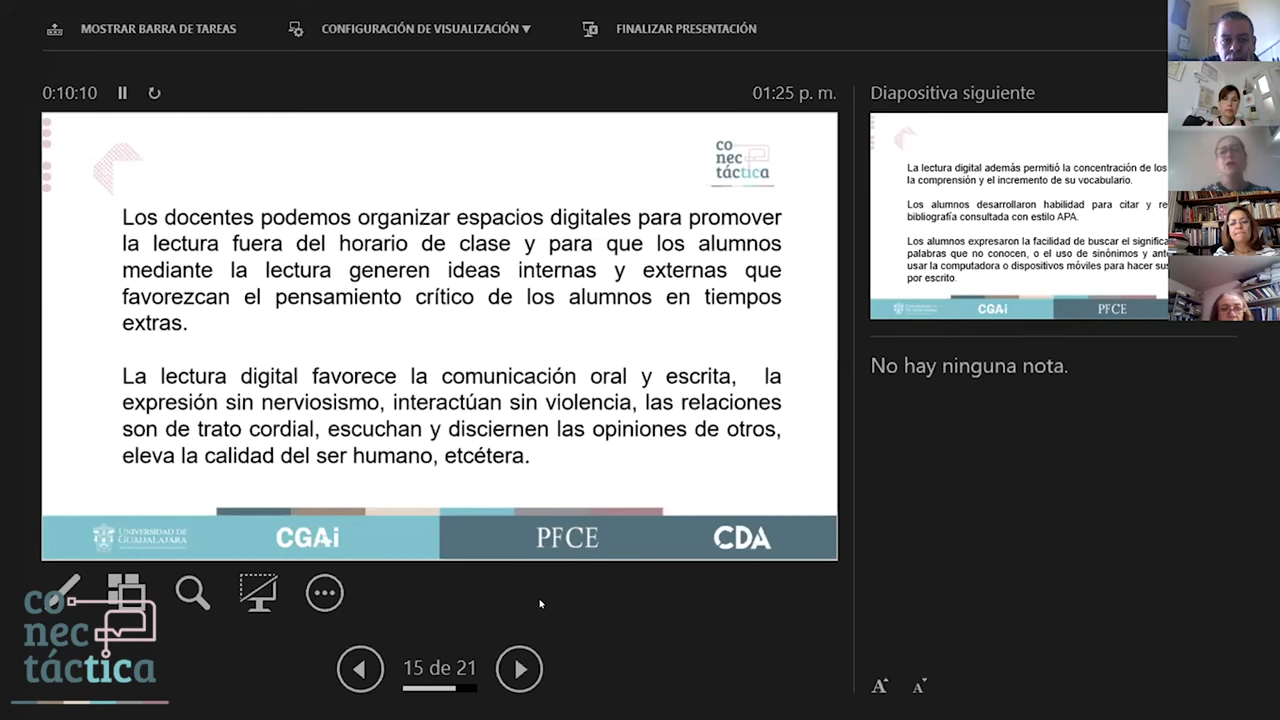 MOSTRAR BARRA DE TAREAS
CONFIGURACIÓN DE VISUALIZACIÓN ▼
FINALIZAR PRESENTACIÓN
0:10:10
01:25 p. m.
co
nec
táctica
Los docentes podemos organizar espacios digitales para promover
la lectura fuera del horario de clase y para que los alumnos
mediante la lectura generen ideas internas y externas que
favorezcan el pensamiento crítico de los alumnos en tiempos
extras.
La lectura digital favorece la comunicación oral y escrita, la
expresión sin nerviosismo, interactúan sin violencia, las relaciones
son de trato cordial, escuchan y disciernen las opiniones de otros,
eleva la calidad del ser humano, etcétera.
UNIVERSIDAD DE
GUADALAJARA
CGAi
PFCE
CDA
Diapositiva siguiente
La lectura digital además permitió la concentración de los
la comprensión y el incremento de su vocabulario.
Los alumnos desarrollaron habilidad para citar y re
bibliografía consultada con estilo APA.
Los alumnos expresaron la facilidad de buscar el significa
palabras que no conocen, o el uso de sinónimos y anto
usar la computadora o dispositivos móviles para hacer sus
por escrito.
CGAi
PFCE
No hay ninguna nota.
co
nec
táctica
15 de 21
A A